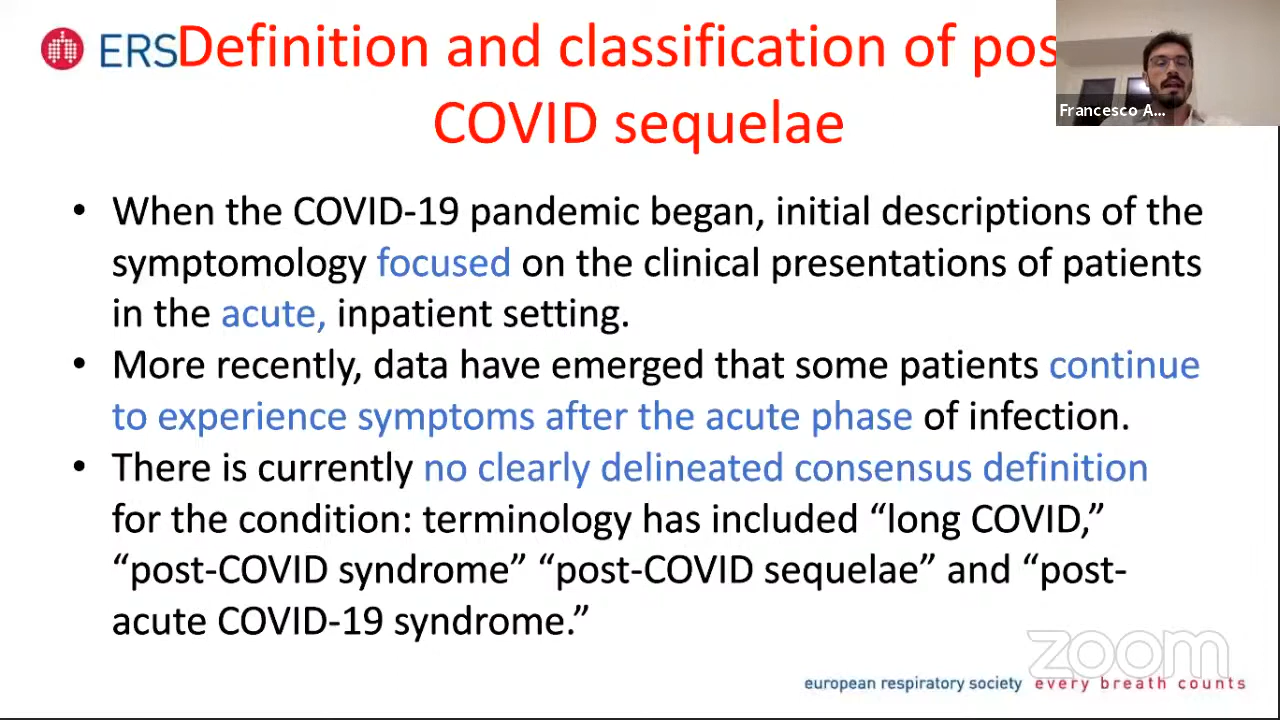 ERS
Definition and classification of pos
COVID sequelae
Francesco A...
• When the COVID-19 pandemic began, initial descriptions of the
symptomology focused on the clinical presentations of patients
in the acute, inpatient setting.
• More recently, data have emerged that some patients continue
to experience symptoms after the acute phase of infection.
• There is currently no clearly delineated consensus definition
for the condition: terminology has included “long COVID,”
“post-COVID syndrome” “post-COVID sequelae” and “post-
acute COVID-19 syndrome.”
zoom
european respiratory society every breath counts